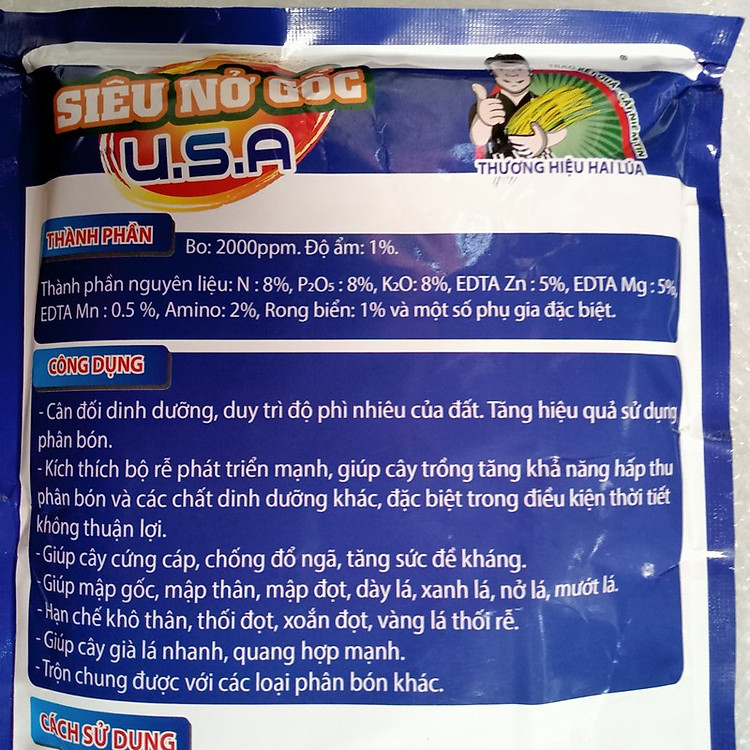 SIÊU NỞ GỐC
U.S.A
TRAO KẾT QUẢ - GẶT NIỀM TIN
THƯƠNG HIỆU HAI LÚA
®
THÀNH PHẦN
Bo: 2000ppm. Độ ẩm: 1%.
Thành phần nguyên liệu: N : 8%, P₂O₅ : 8%, K₂O: 8%, EDTA Zn : 5%, EDTA Mg : 5%,
EDTA Mn : 0.5 %, Amino: 2%, Rong biển: 1% và một số phụ gia đặc biệt.
CÔNG DỤNG
- Cân đối dinh dưỡng, duy trì độ phì nhiêu của đất. Tăng hiệu quả sử dụng
phân bón.
- Kích thích bộ rễ phát triển mạnh, giúp cây trồng tăng khả năng hấp thu
phân bón và các chất dinh dưỡng khác, đặc biệt trong điều kiện thời tiết
không thuận lợi.
- Giúp cây cứng cáp, chống đổ ngã, tăng sức đề kháng.
- Giúp mập gốc, mập thân, mập đọt, dày lá, xanh lá, nở lá, mướt lá.
- Hạn chế khô thân, thối đọt, xoắn đọt, vàng lá thối rễ.
- Giúp cây già lá nhanh, quang hợp mạnh.
- Trộn chung được với các loại phân bón khác.
CÁCH SỬ DỤNG